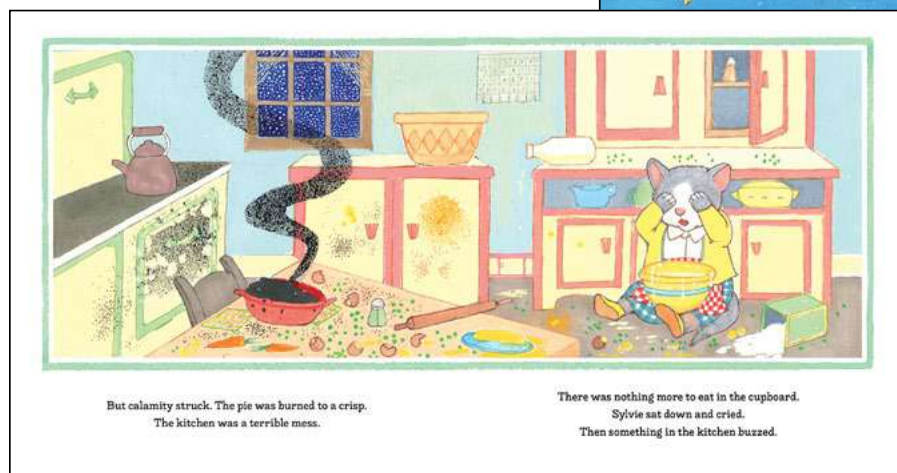 But calamity struck. The pie was burned to a crisp.
The kitchen was a terrible mess.
There was nothing more to eat in the cupboard.
Sylvie sat down and cried.
Then something in the kitchen buzzed.